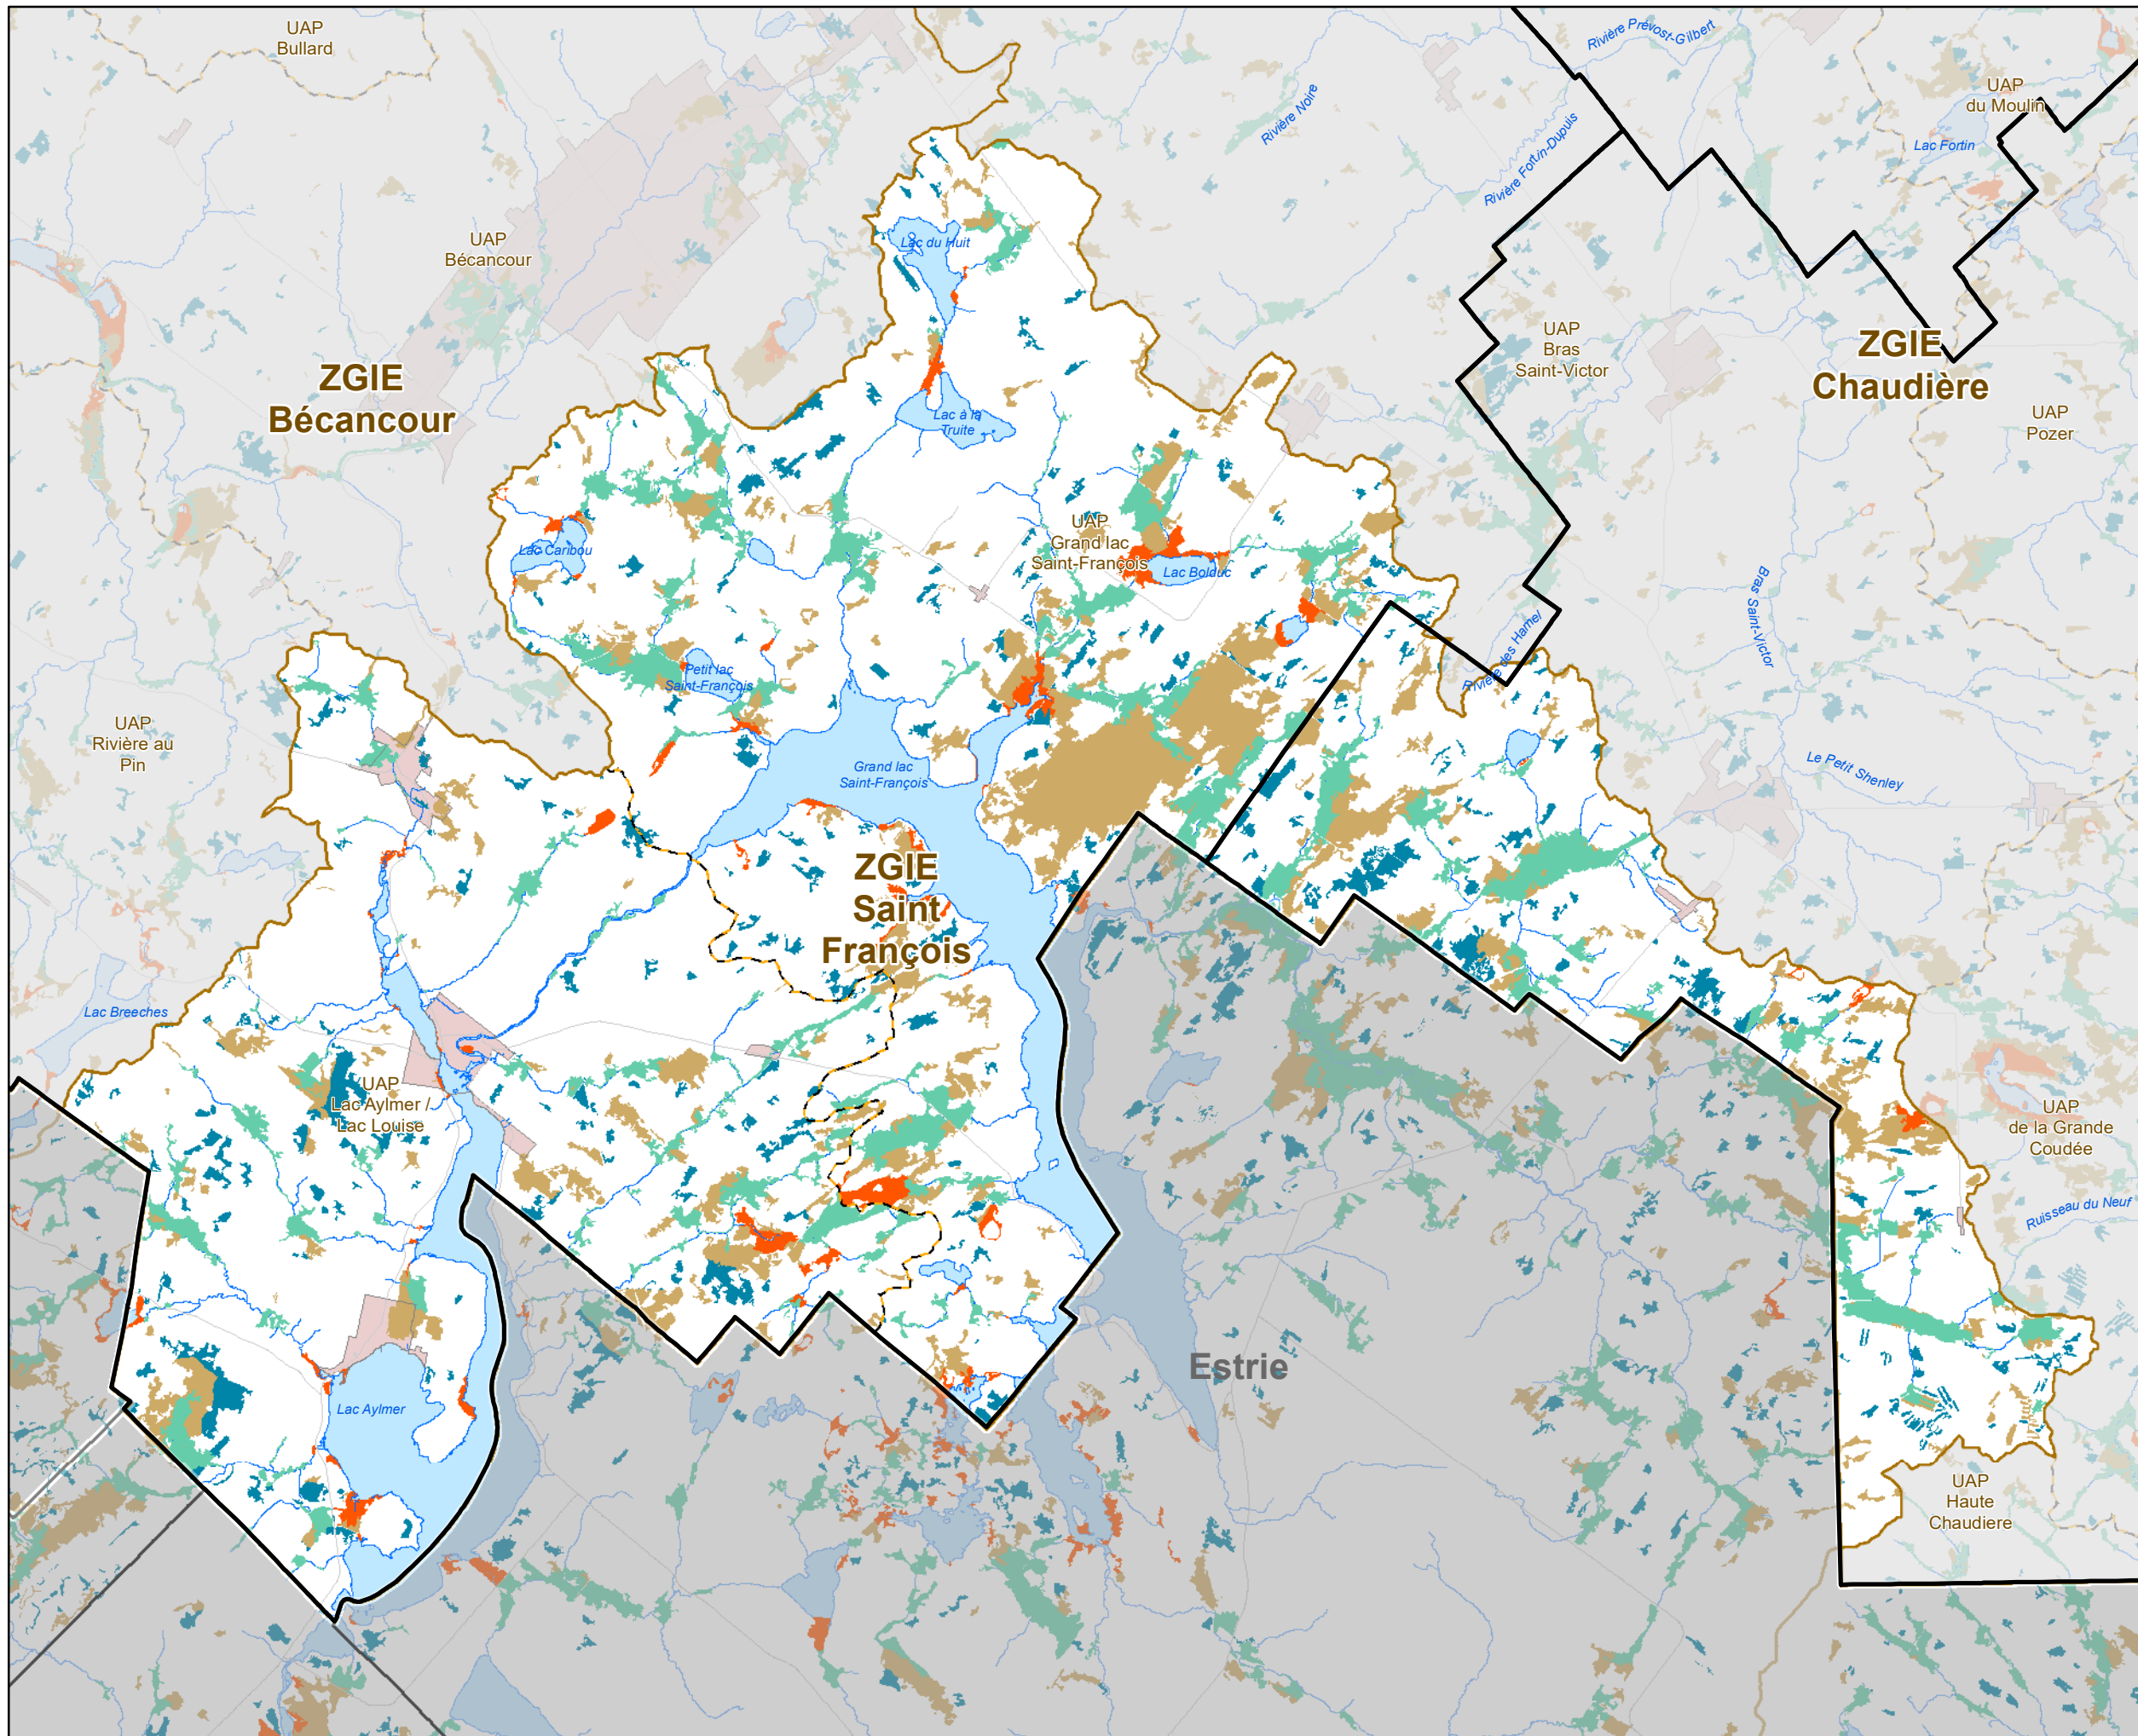 UAP
Bullard
Rivière Prévost-Gilbert
UAP
du Moulin
Rivière Noire
Rivière Fortin-Dupuis
Lac Fortin
UAP
Bécancour
Lac du Huit
ZGIE
Bécancour
UAP
Bras
Saint-Victor
ZGIE
Chaudière
Lac à la
Truite
UAP
Pozer
Lac Caribou
UAP
Grand lac
Saint-François
Lac Bolduc
Bras Saint-Victor
Rivière des Hamel
Petit lac
Saint-François
UAP
Rivière au
Pin
Grand lac
Saint-François
Le Petit Shenley
ZGIE
Saint
François
Lac Breeches
UAP
Lac Aylmer /
Lac Louise
UAP
de la Grande
Coudée
Ruisseau du Neuf
Estrie
Lac Aylmer
UAP
Haute
Chaudiere